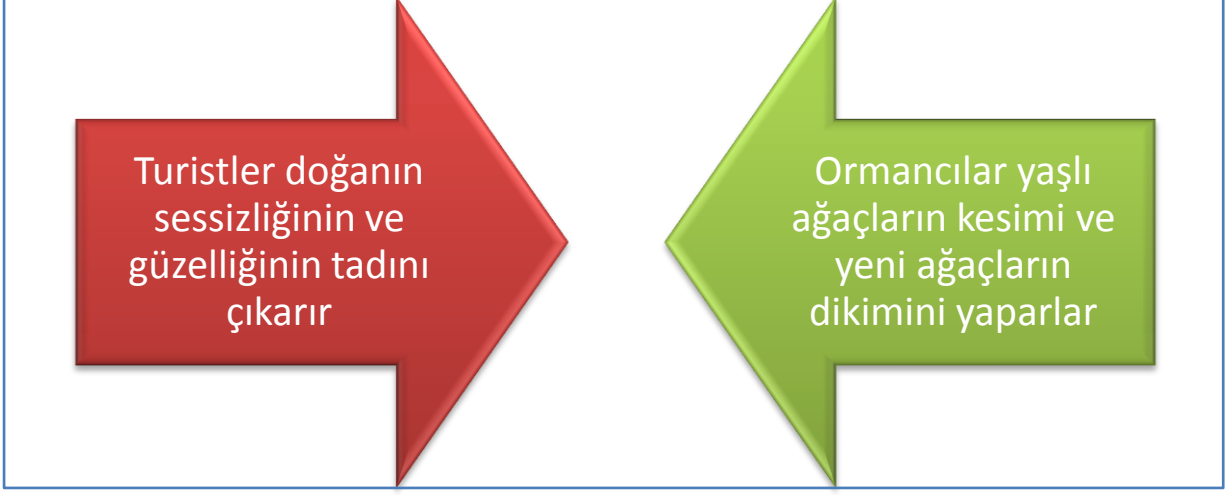 Turistler doğanın
sessizliğinin ve
güzelliğinin tadını
çıkarır
Ormancılar yaşlı
ağaçların kesimi ve
yeni ağaçların
dikimini yaparlar